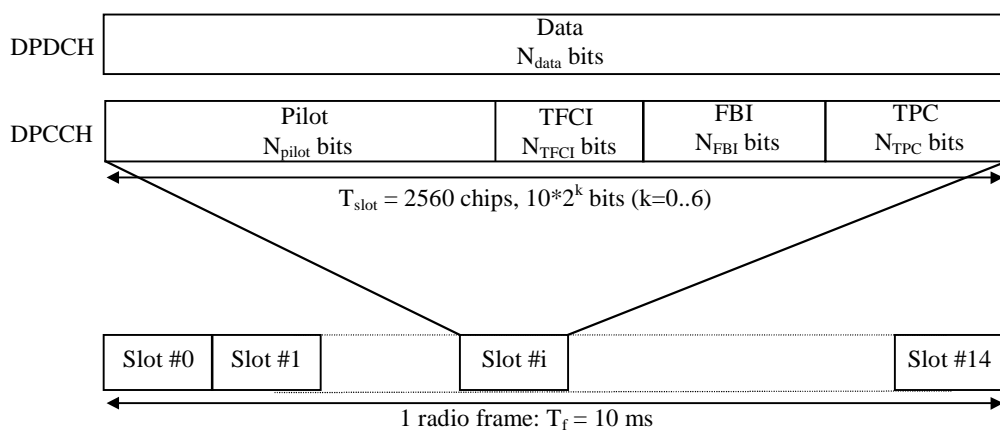 Data
DPDCH
N_data bits
Pilot TFCI FBI TPC
DPCCH
N_pilot bits N_TFCI bits N_FBI bits N_TPC bits
T_slot = 2560 chips, 10*2^k bits (k=0..6)
Slot #0 Slot #1 Slot #i Slot #14
1 radio frame: T_f = 10 ms